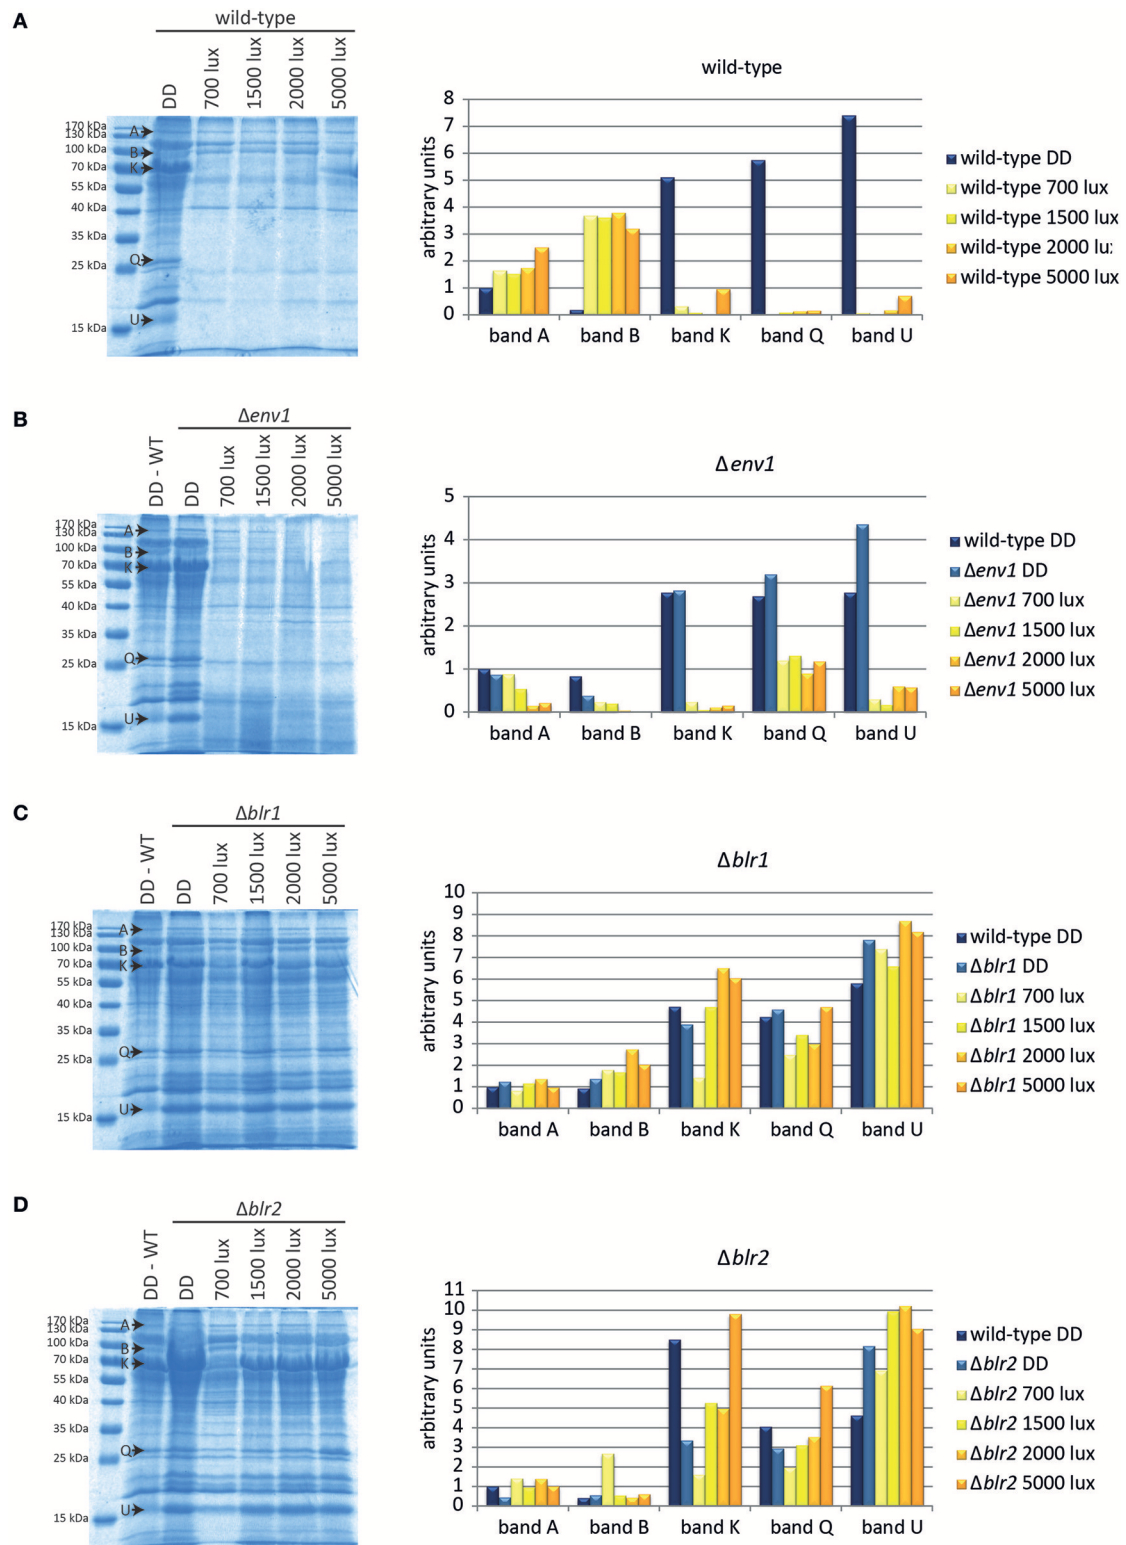 A
wild-type
DD
700 lux
1500 lux
2000 lux
5000 lux
170 kDa
130 kDa
100 kDa
70 kDa
55 kDa
40 kDa
35 kDa
25 kDa
15 kDa
A
B
K
Q
U
wild-type
arbitrary units
8
7
6
5
4
3
2
1
0
band A
band B
band K
band Q
band U
wild-type DD
wild-type 700 lux
wild-type 1500 lux
wild-type 2000 lu
wild-type 5000 lux
B
Δenv1
DD - WT
DD
700 lux
1500 lux
2000 lux
5000 lux
170 kDa
130 kDa
100 kDa
70 kDa
55 kDa
40 kDa
35 kDa
25 kDa
15 kDa
A
B
K
Q
U
Δenv1
arbitrary units
5
4
3
2
1
0
band A
band B
band K
band Q
band U
wild-type DD
Δenv1 DD
Δenv1 700 lux
Δenv1 1500 lux
Δenv1 2000 lux
Δenv1 5000 lux
C
Δblr1
DD - WT
DD
700 lux
1500 lux
2000 lux
5000 lux
170 kDa
130 kDa
100 kDa
70 kDa
55 kDa
40 kDa
35 kDa
25 kDa
15 kDa
A
B
K
Q
U
Δblr1
arbitrary units
10
9
8
7
6
5
4
3
2
1
0
band A
band B
band K
band Q
band U
wild-type DD
Δblr1 DD
Δblr1 700 lux
Δblr1 1500 lux
Δblr1 2000 lux
Δblr1 5000 lux
D
Δblr2
DD - WT
DD
700 lux
1500 lux
2000 lux
5000 lux
170 kDa
130 kDa
100 kDa
70 kDa
55 kDa
40 kDa
35 kDa
25 kDa
15 kDa
A
B
K
Q
U
Δblr2
arbitrary units
11
10
9
8
7
6
5
4
3
2
1
0
band A
band B
band K
band Q
band U
wild-type DD
Δblr2 DD
Δblr2 700 lux
Δblr2 1500 lux
Δblr2 2000 lux
Δblr2 5000 lux